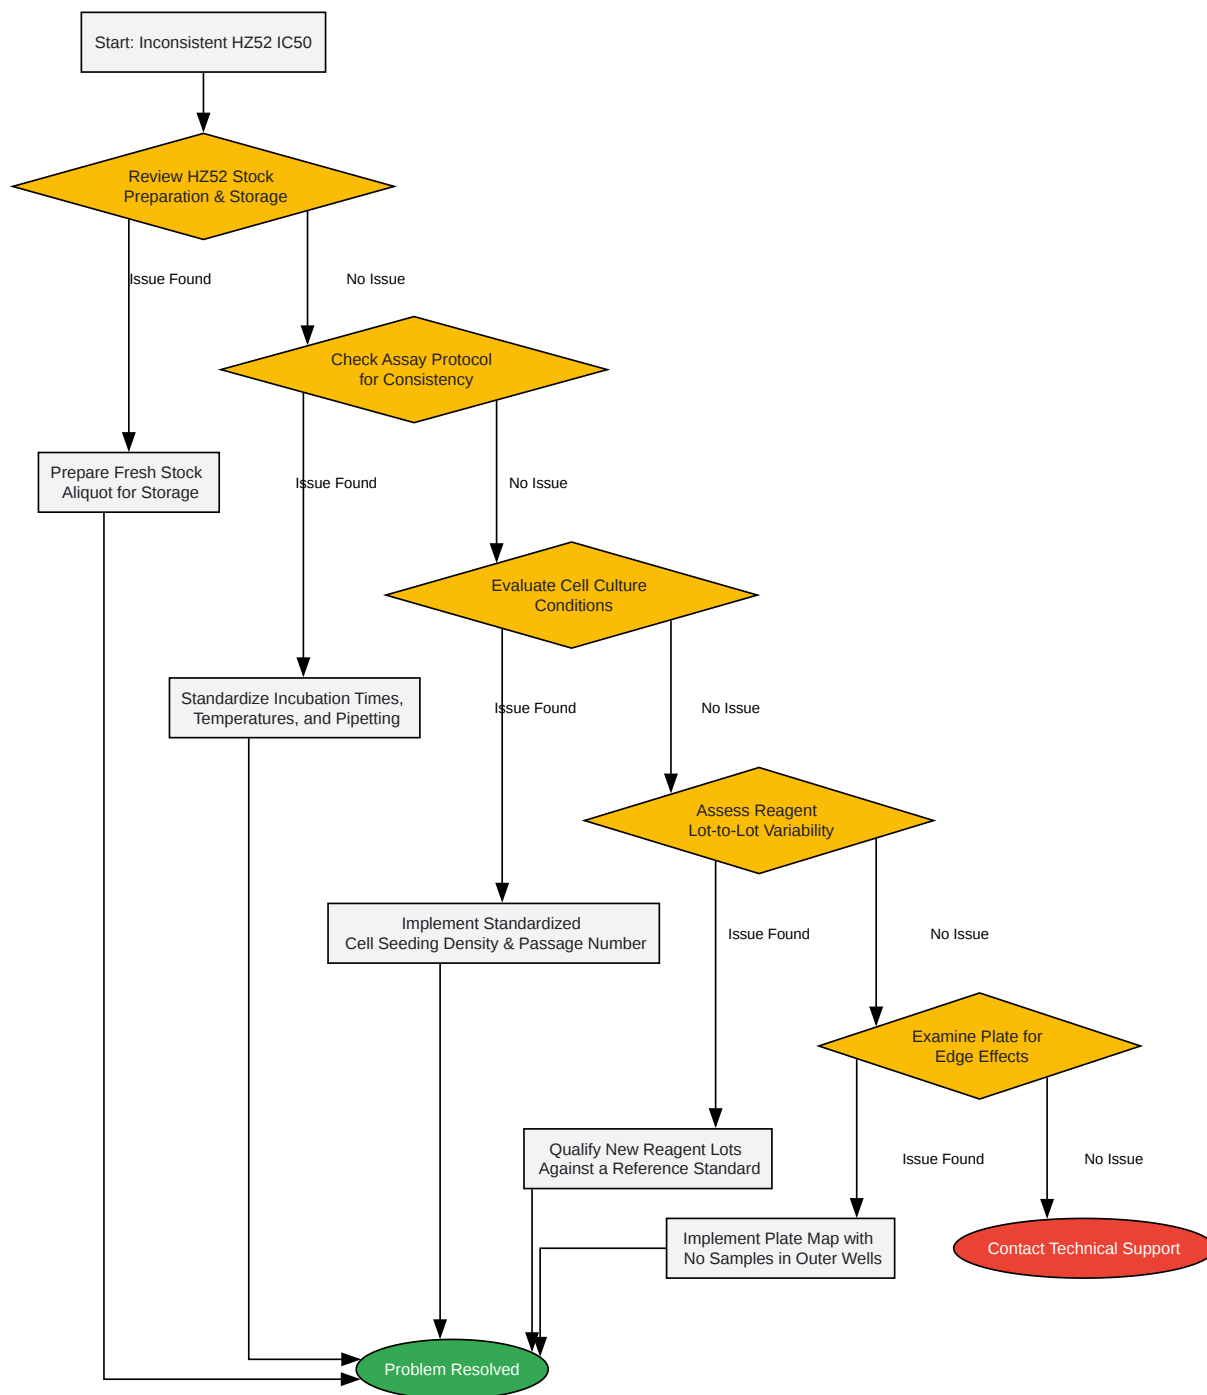 Start: Inconsistent HZ52 IC50
Review HZ52 Stock
Preparation & Storage
Issue Found
No Issue
Check Assay Protocol
for Consistency
Prepare Fresh Stock
Aliquot for Storage
Issue Found
No Issue
Evaluate Cell Culture
Conditions
Standardize Incubation Times,
Temperatures, and Pipetting
Issue Found
No Issue
Assess Reagent
Lot-to-Lot Variability
Implement Standardized
Cell Seeding Density & Passage Number
Issue Found
No Issue
Examine Plate for
Edge Effects
Qualify New Reagent Lots
Against a Reference Standard
Issue Found
No Issue
Implement Plate Map with
No Samples in Outer Wells
Contact Technical Support
Problem Resolved